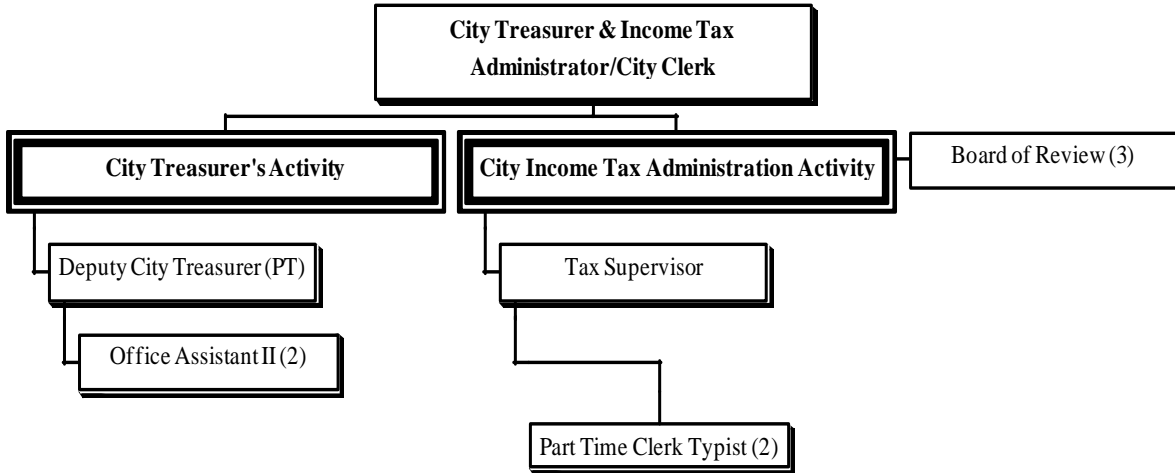 City Treasurer & Income Tax
Administrator/City Clerk
City Treasurer's Activity
City Income Tax Administration Activity
Board of Review (3)
Deputy City Treasurer (PT)
Tax Supervisor
Office Assistant II (2)
Part Time Clerk Typist (2)